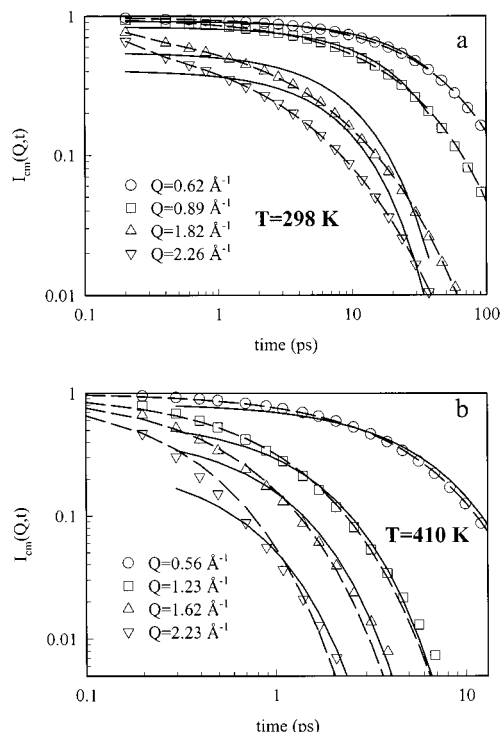 a
1
0.1
0.01
I_cm(Q,t)
Q=0.62 Å⁻¹
Q=0.89 Å⁻¹
Q=1.82 Å⁻¹
Q=2.26 Å⁻¹
T=298 K
0.1 1 10 100
time (ps)
b
1
0.1
0.01
I_cm(Q,t)
T=410 K
Q=0.56 Å⁻¹
Q=1.23 Å⁻¹
Q=1.62 Å⁻¹
Q=2.23 Å⁻¹
0.1 1 10
time (ps)